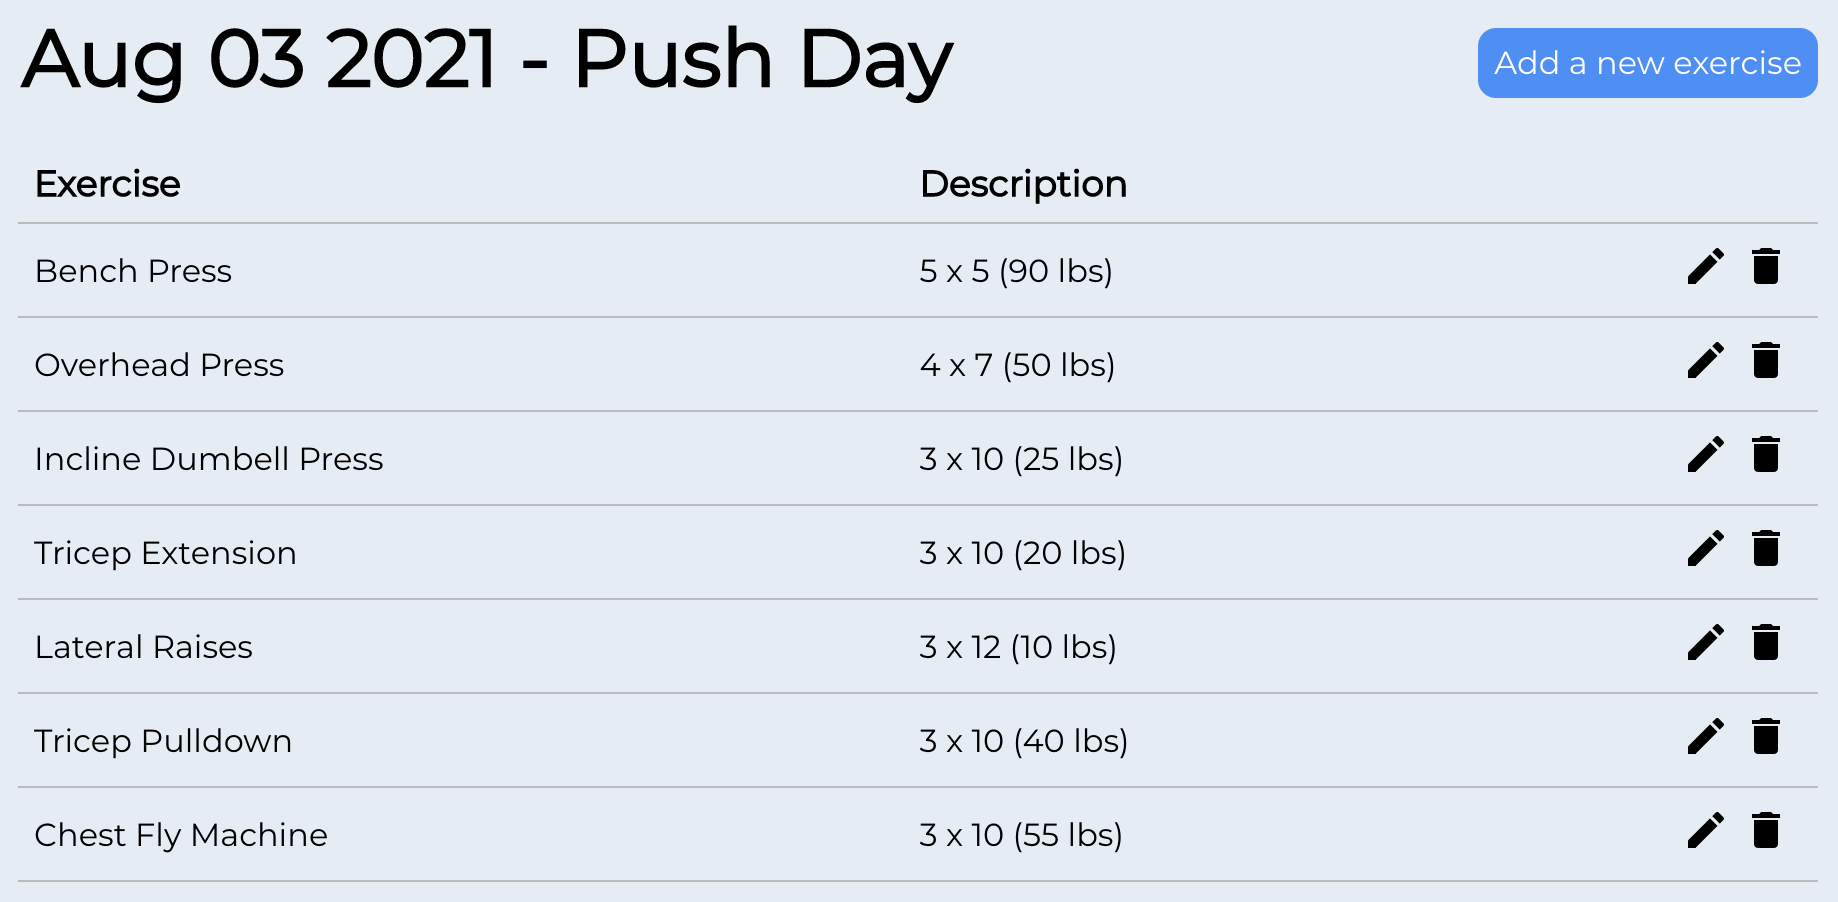 Aug 03 2021 - Push Day
Add a new exercise
Exercise Description
Bench Press 5 x 5 (90 lbs)
Overhead Press 4 x 7 (50 lbs)
Incline Dumbell Press 3 x 10 (25 lbs)
Tricep Extension 3 x 10 (20 lbs)
Lateral Raises 3 x 12 (10 lbs)
Tricep Pulldown 3 x 10 (40 lbs)
Chest Fly Machine 3 x 10 (55 lbs)